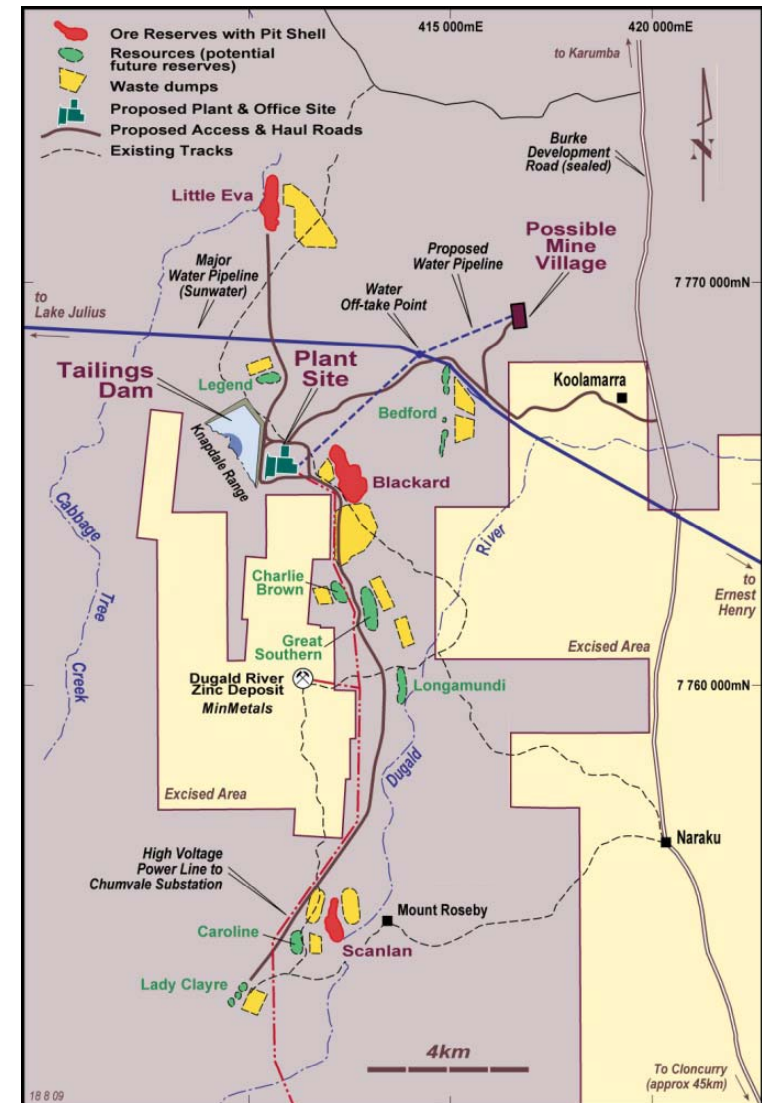 Ore Reserves with Pit Shell
Resources (potential
future reserves)
Waste dumps
Proposed Plant & Office Site
Proposed Access & Haul Roads
Existing Tracks
415 000mE
420 000mE
to Karumba
Burke
Development
Road (sealed)
N
Little Eva
Possible
Mine
Village
Proposed
Water Pipeline
Major
Water Pipeline
(Sunwater)
Water
Off-take Point
7 770 000mN
to
Lake Julius
Tailings
Dam
Legend
Plant
Site
Koolamarra
Bedford
Knapdale Range
Blackard
Cabbage
Tree
Creek
River
to
Ernest
Henry
Charlie
Brown
Great
Southern
Excised Area
Dugald River
Zinc Deposit
MinMetals
Longamundi
7 760 000mN
Dugald
Excised Area
Naraku
High Voltage
Power Line to
Chumvale Substation
Mount Roseby
Caroline
Scanlan
Lady Clayre
4km
To Cloncurry
(approx 45km)
18 8 09